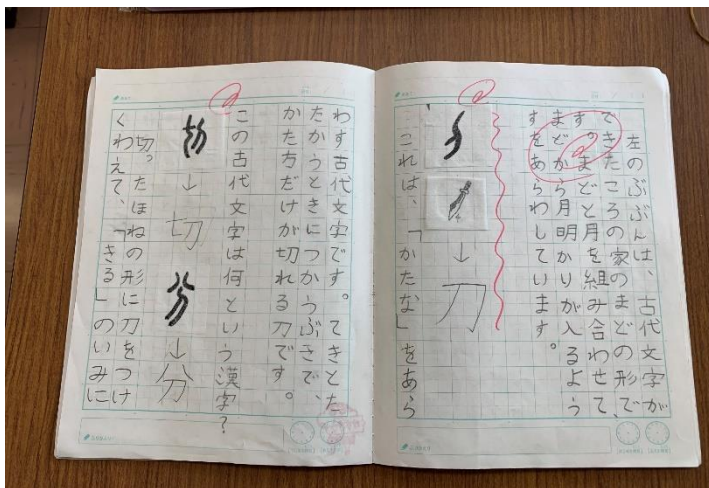 左のぶぶんは、古代文字が
できたころの家のまどの形で
す。まどと月を組み合わせて、
まどから月明かりが入るよう
すをあらわしています。
↓刀
これは、「かたな」をあら
わす古代文字です。てきとた
たかうときにつかうぶきで、
かた方だけが切れる刀です。
この古代文字は何という漢字?
↓切
↓分
切ったほねの形に刀をつけ
くわえて、「きる」のいみに